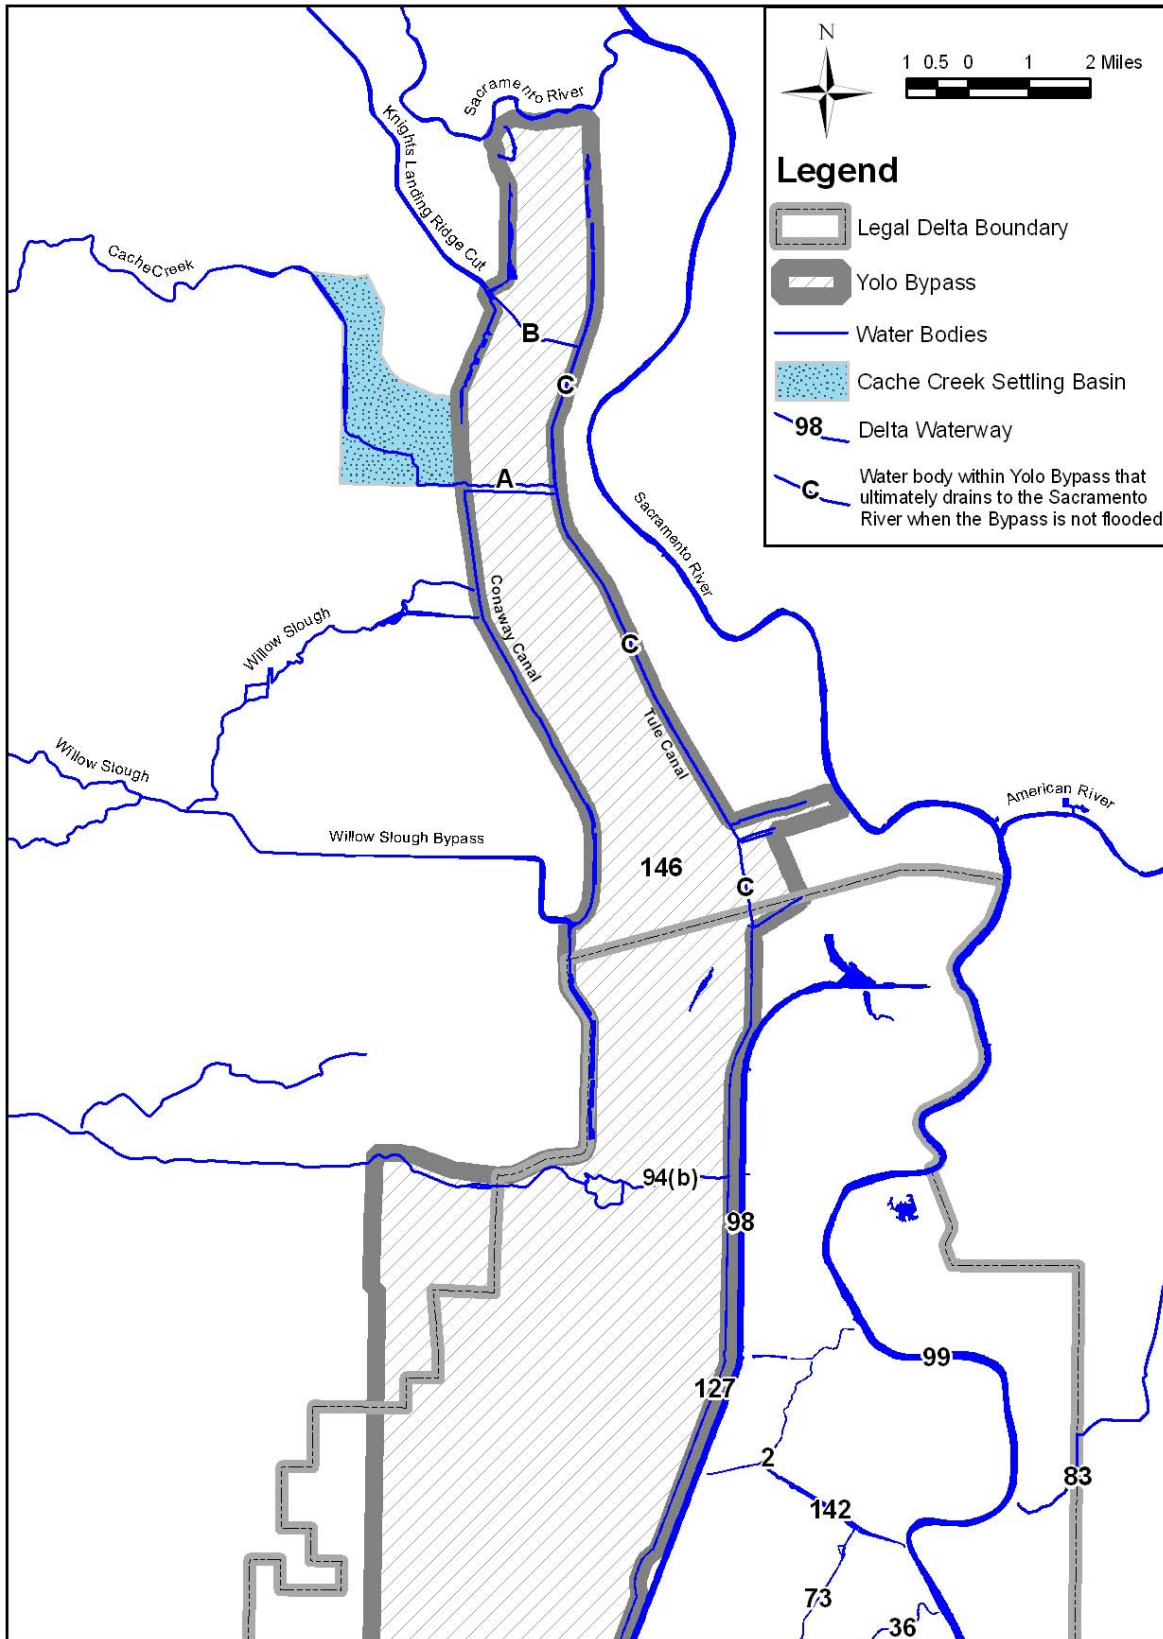 N
1 0.5 0 1 2 Miles
Legend
Legal Delta Boundary
Yolo Bypass
Water Bodies
Cache Creek Settling Basin
98
Delta Waterway
C
Water body within Yolo Bypass that
ultimately drains to the Sacramento
River when the Bypass is not flooded
Sacramento River
Knights Landing Ridge Cut
Cache Creek
B
C
A
Sacramento River
Conaway Canal
Willow Slough
C
Tule Canal
Willow Slough
American River
Willow Slough Bypass
146
C
94(b)
98
99
127
2
83
142
73
36